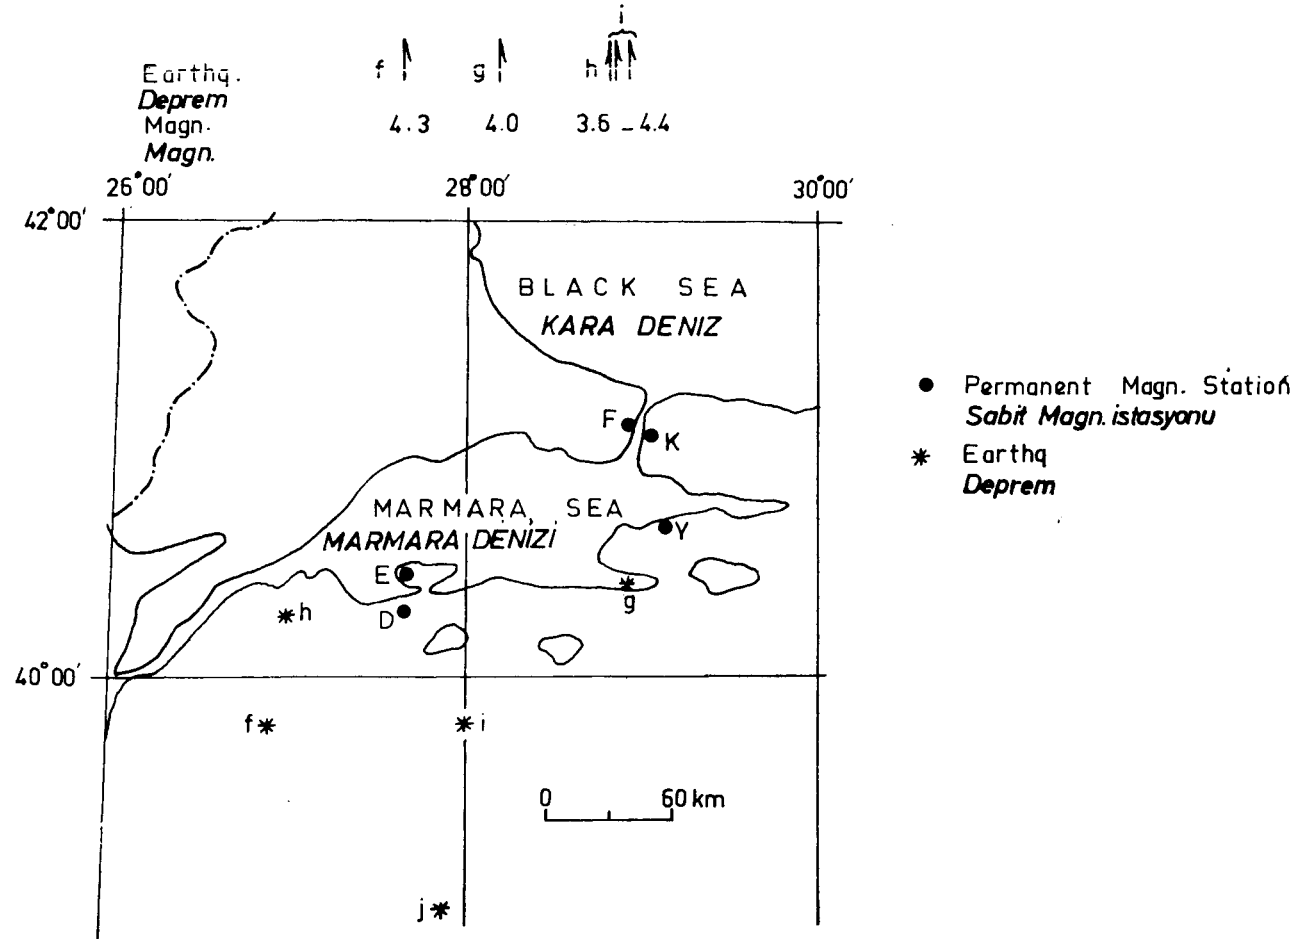 i
f g h
Earthq.
Deprem
Magn. 4.3 4.0 3.6 - 4.4
Magn.
26°00' 28°00' 30°00'
42°00'
BLACK SEA
KARA DENIZ
Permanent Magn. Station
Sabit Magn. istasyonu
F
K
Earthq
Deprem
MARMARA SEA
Y
MARMARA DENİZİ
E
g
h
D
40°00'
f
i
0 60 km
j